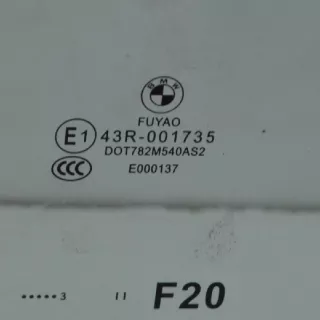 BMW
FUYAO
E1 43R-001735
DOT782M540AS2
CCC E000137
.....3 II F20